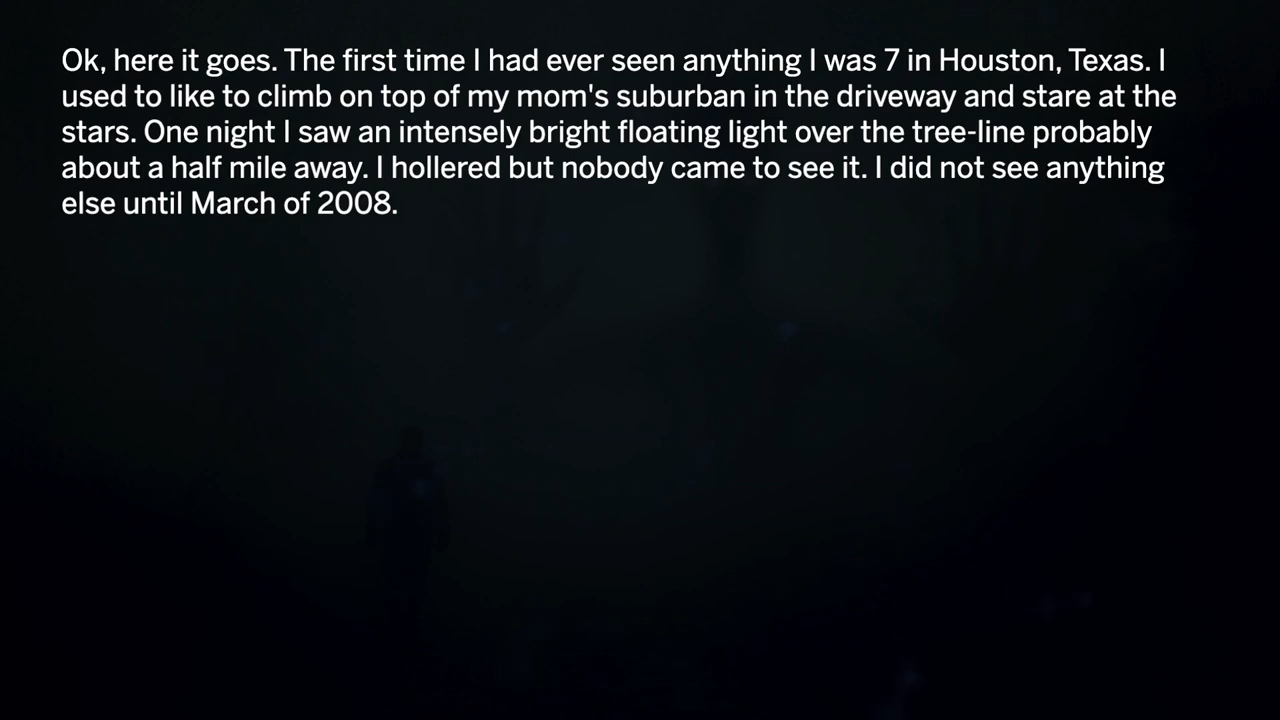 Ok, here it goes. The first time I had ever seen anything I was 7 in Houston, Texas. I
used to like to climb on top of my mom's suburban in the driveway and stare at the
stars. One night I saw an intensely bright floating light over the tree-line probably
about a half mile away. I hollered but nobody came to see it. I did not see anything
else until March of 2008.